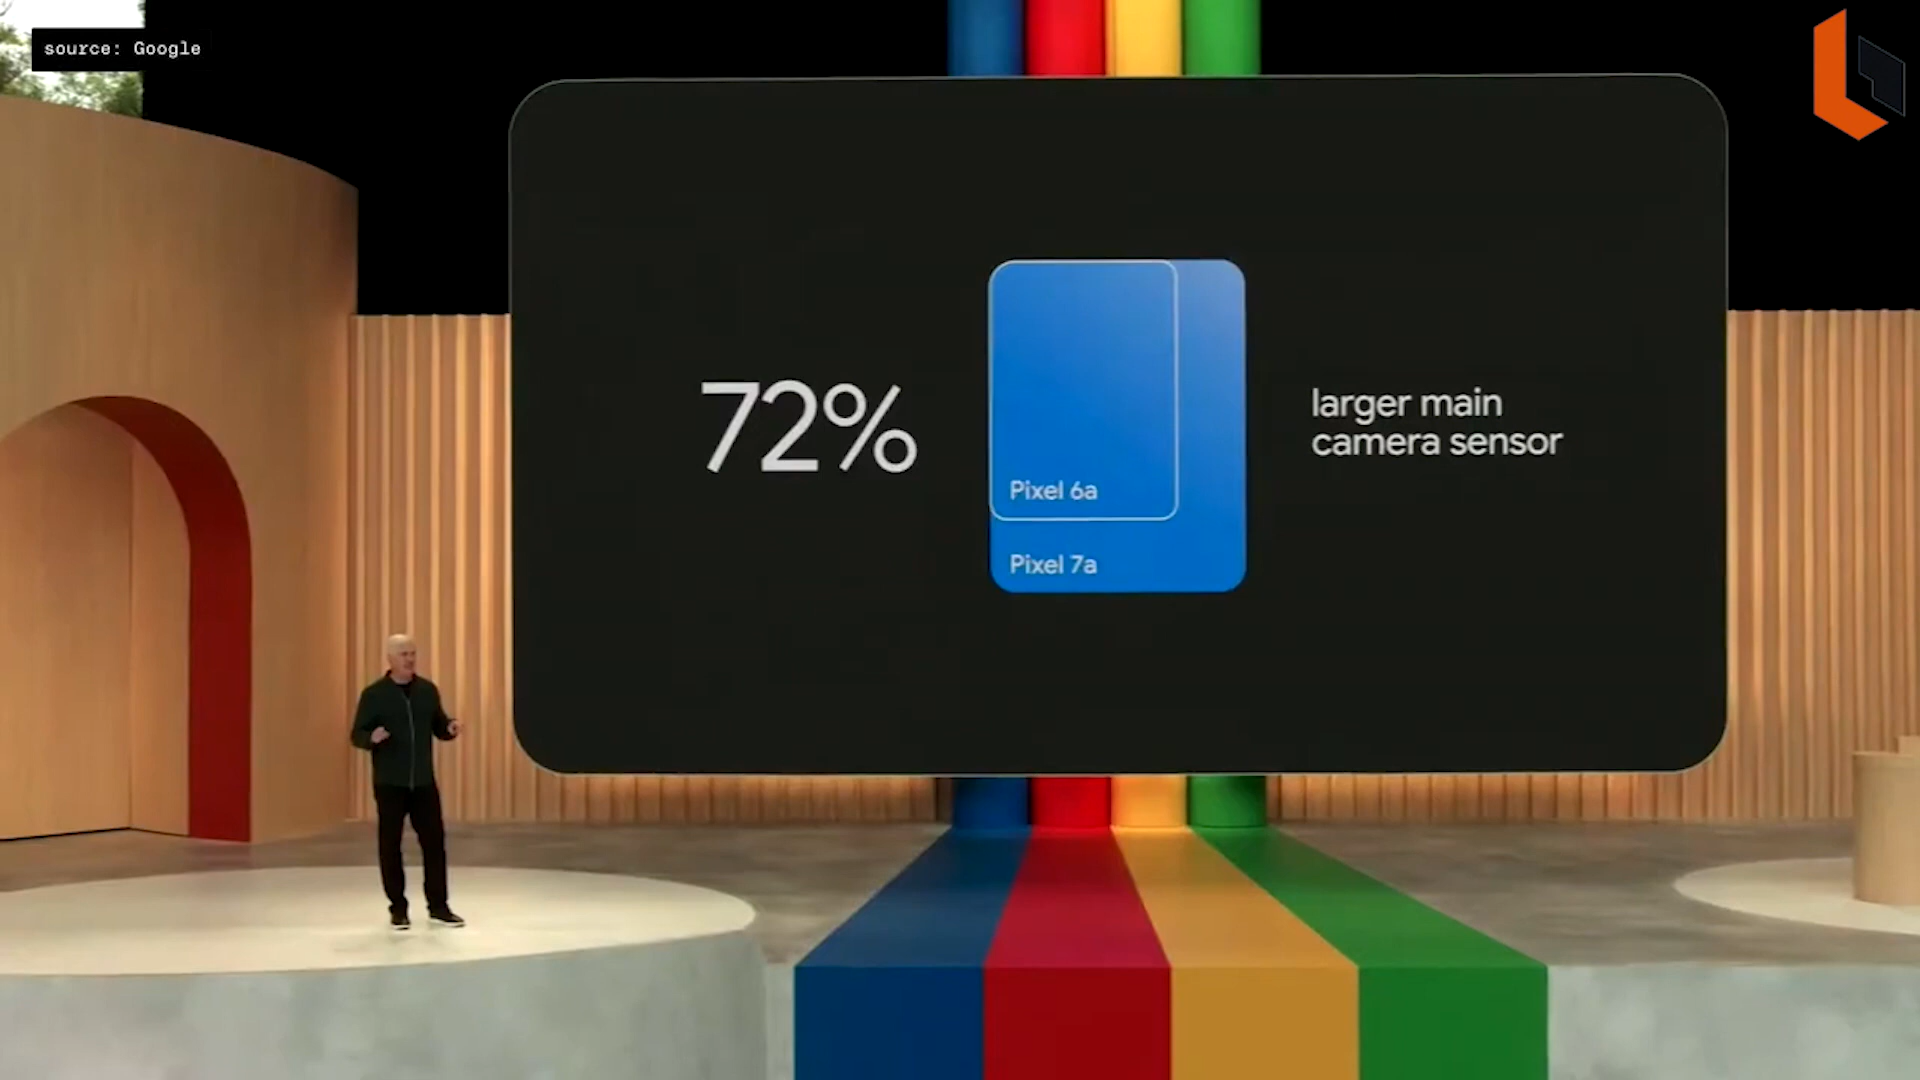 source: Google
72%
Pixel 6a
Pixel 7a
larger main
camera sensor